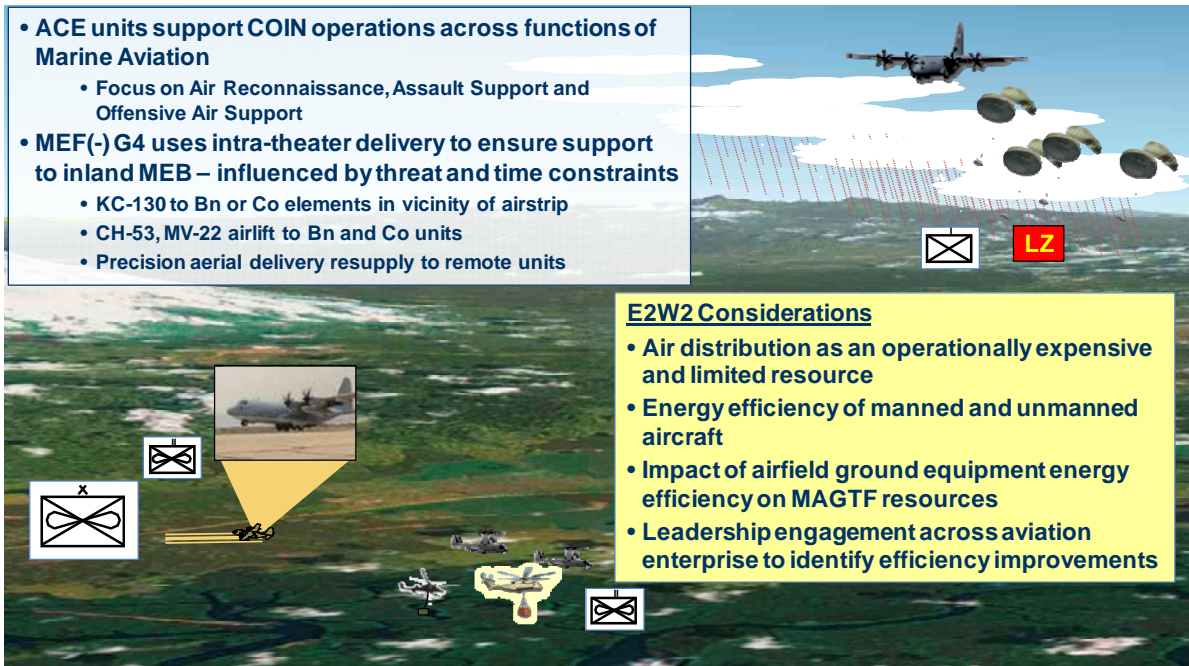 • ACE units support COIN operations across functions of
Marine Aviation
• Focus on Air Reconnaissance, Assault Support and
Offensive Air Support
• MEF(-) G4 uses intra-theater delivery to ensure support
to inland MEB – influenced by threat and time constraints
• KC-130 to Bn or Co elements in vicinity of airstrip
• CH-53, MV-22 airlift to Bn and Co units
• Precision aerial delivery resupply to remote units
LZ
E2W2 Considerations
• Air distribution as an operationally expensive
and limited resource
• Energy efficiency of manned and unmanned
aircraft
• Impact of airfield ground equipment energy
efficiency on MAGTF resources
• Leadership engagement across aviation
enterprise to identify efficiency improvements
I
II
x
II